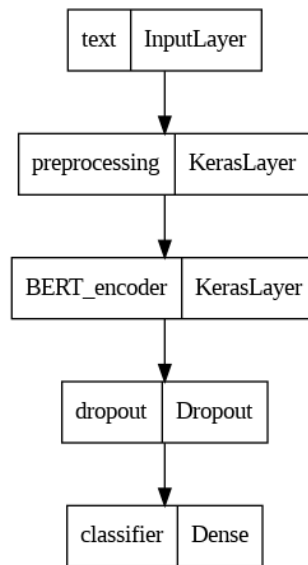 text InputLayer
preprocessing KerasLayer
BERT_encoder KerasLayer
dropout Dropout
classifier Dense